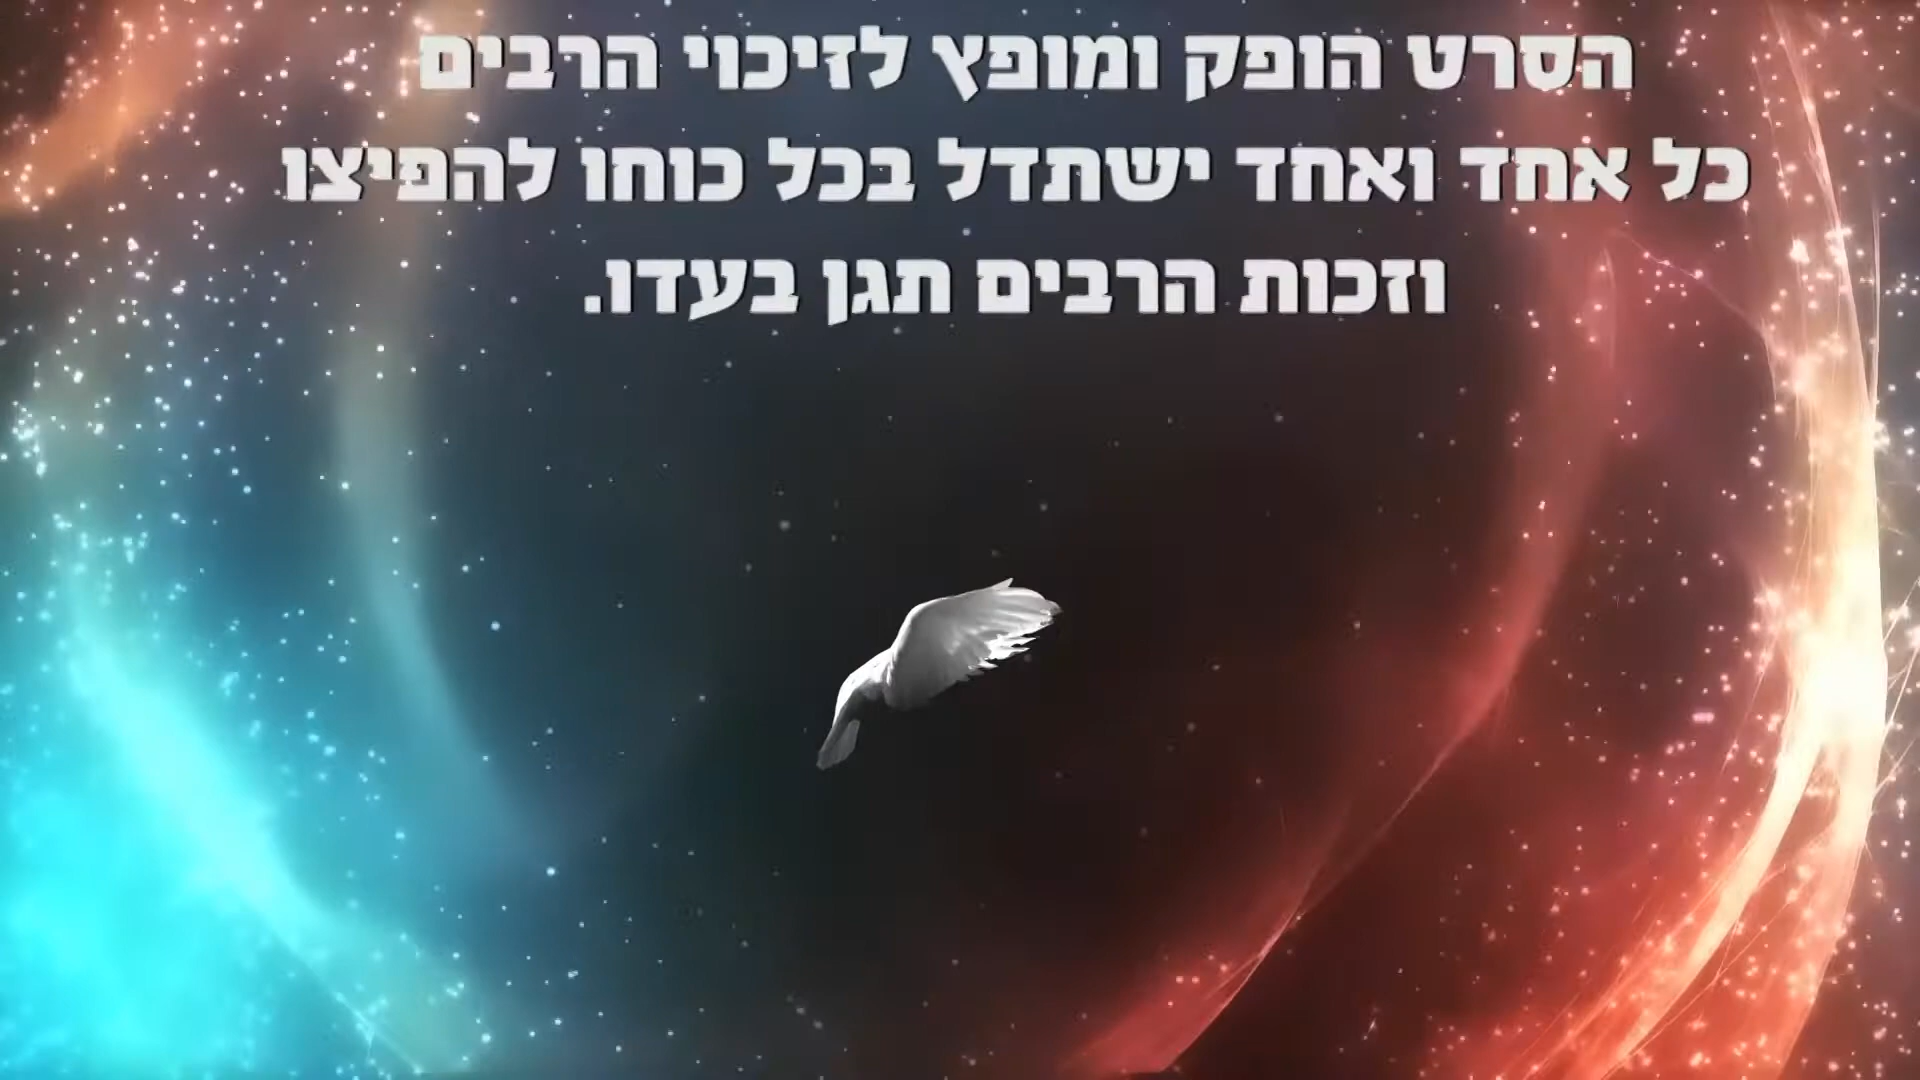 הסרט הופק ומופץ לזיכוי הרבים
כל אחד ואחד ישתדל בכל כוחו להפיצו
וזכות הרבים תגן בעדו.